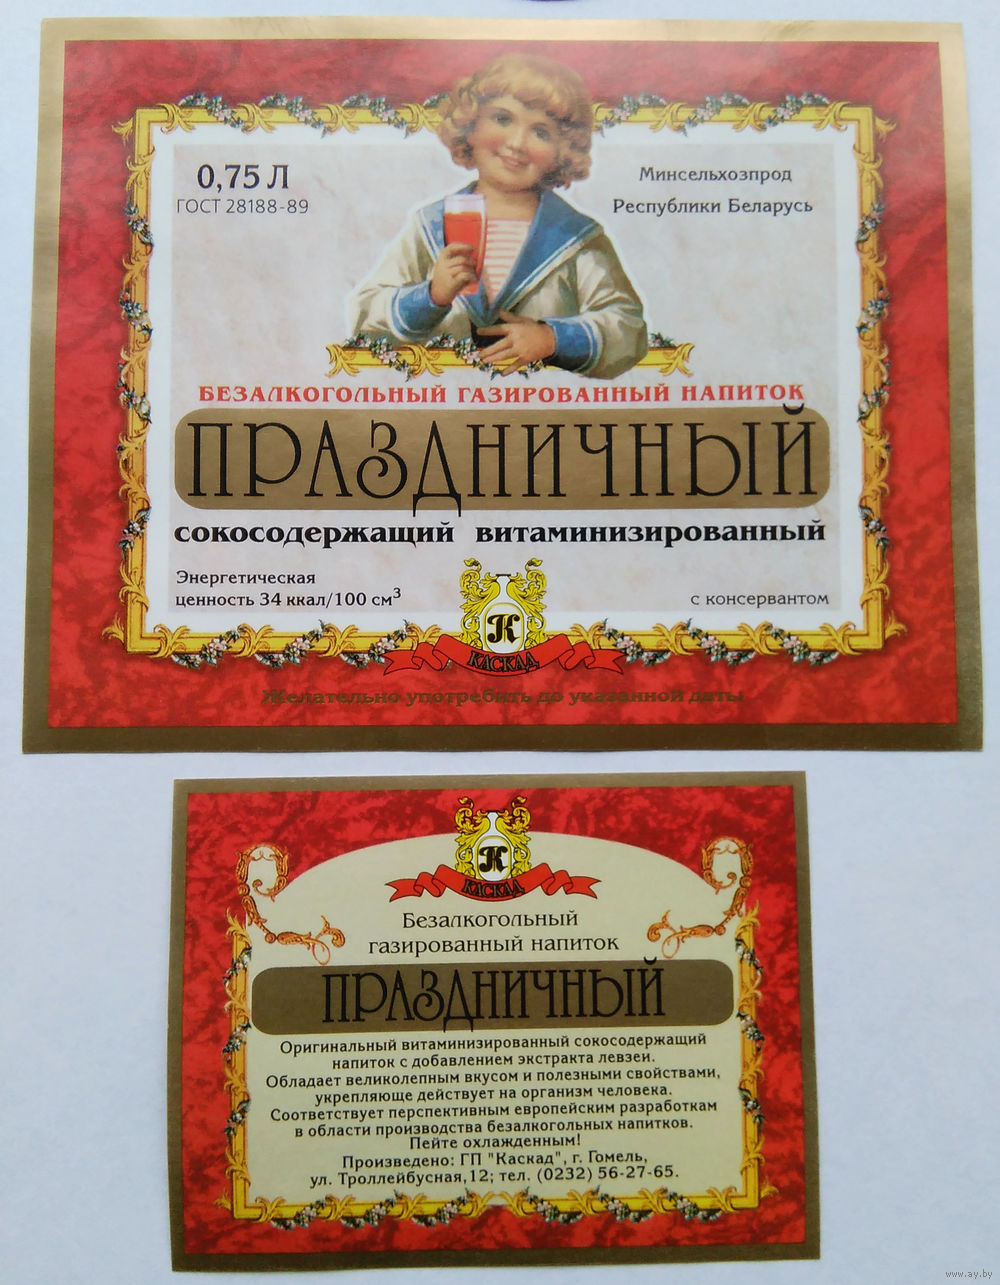 0,75 Л
ГОСТ 28188-89
Минсельхозпрод
Республики Беларусь
БЕЗАЛКОГОЛЬНЫЙ ГАЗИРОВАННЫЙ НАПИТОК
ПРАЗДНИЧНЫЙ
сокосодержащий витаминизированный
Энергетическая
ценность 34 ккал/100 см³
с консервантом
К
КАСКАД
Желательно употребить до указанной даты
К
КАСКАД
Безалкогольный
газированный напиток
ПРАЗДНИЧНЫЙ
Оригинальный витаминизированный сокосодержащий
напиток с добавлением экстракта левзеи.
Обладает великолепным вкусом и полезными свойствами,
укрепляюще действует на организм человека.
Соответствует перспективным европейским разработкам
в области производства безалкогольных напитков.
Пейте охлажденным!
Произведено: ГП "Каскад", г. Гомель,
ул. Троллейбусная,12; тел. (0232) 56-27-65.
www.ay.by